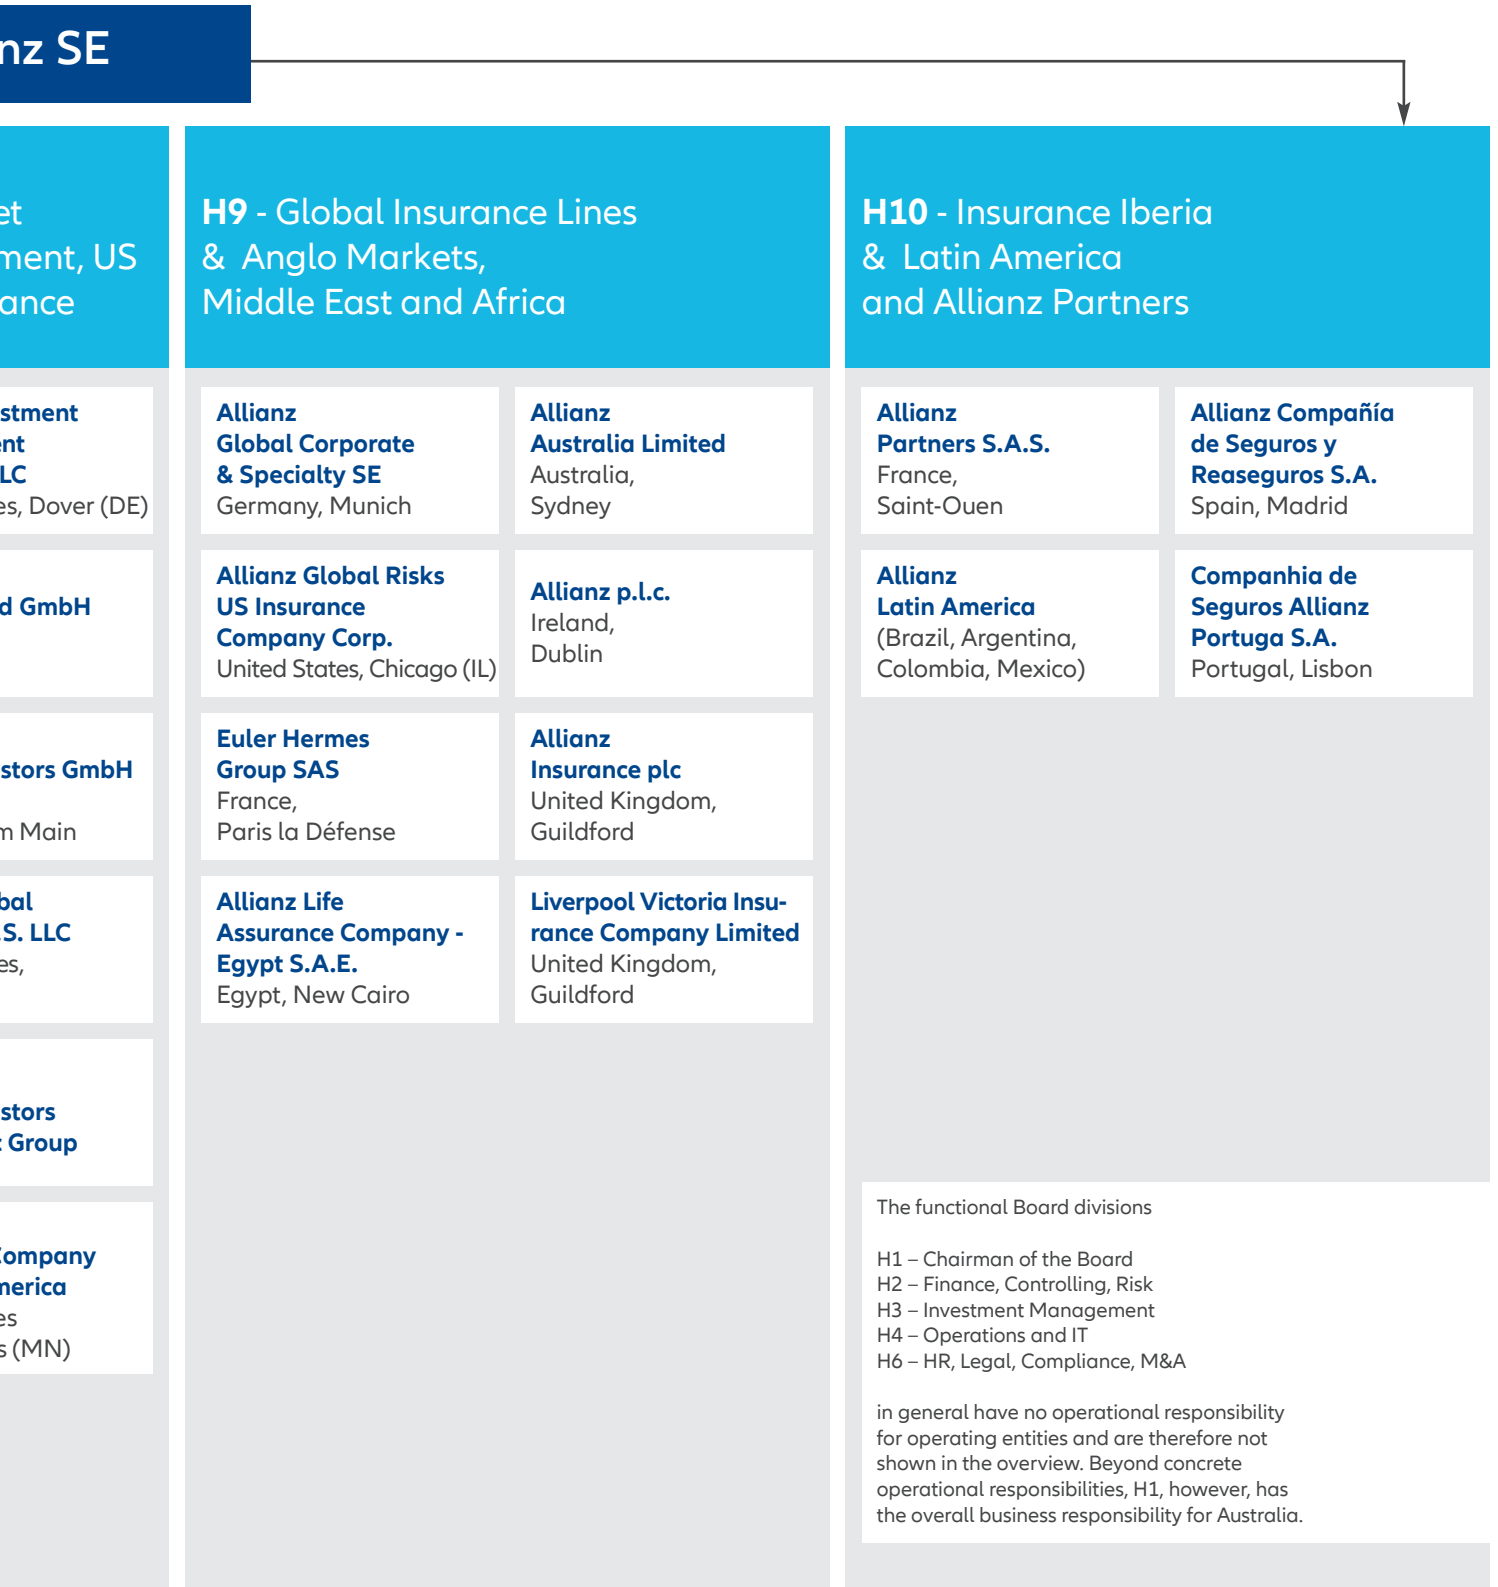 nz SE
et
ment, US
ance
stment
nt
LC
es, Dover (DE)
d GmbH
stors GmbH
m Main
bal
.S. LLC
es,
stors
Group
Company
merica
es
s (MN)
H9 - Global Insurance Lines
& Anglo Markets,
Middle East and Africa
Allianz
Global Corporate
& Specialty SE
Germany, Munich
Allianz
Australia Limited
Australia,
Sydney
Allianz Global Risks
US Insurance
Company Corp.
United States, Chicago (IL)
Allianz p.l.c.
Ireland,
Dublin
Euler Hermes
Group SAS
France,
Paris la Défense
Allianz
Insurance plc
United Kingdom,
Guildford
Allianz Life
Assurance Company -
Egypt S.A.E.
Egypt, New Cairo
Liverpool Victoria Insu-
rance Company Limited
United Kingdom,
Guildford
H10 - Insurance Iberia
& Latin America
and Allianz Partners
Allianz
Partners S.A.S.
France,
Saint-Ouen
Allianz Compañía
de Seguros y
Reaseguros S.A.
Spain, Madrid
Allianz
Latin America
(Brazil, Argentina,
Colombia, Mexico)
Companhia de
Seguros Allianz
Portuga S.A.
Portugal, Lisbon
The functional Board divisions
H1 – Chairman of the Board
H2 – Finance, Controlling, Risk
H3 – Investment Management
H4 – Operations and IT
H6 – HR, Legal, Compliance, M&A
in general have no operational responsibility
for operating entities and are therefore not
shown in the overview. Beyond concrete
operational responsibilities, H1, however, has
the overall business responsibility for Australia.